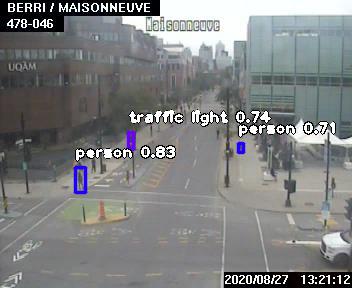 BERRI / MAISONNEUVE
Maisonneuve
478-046
UQÀM
traffic light 0.74
person 0.71
person 0.83
2020/08/27 13:21:12